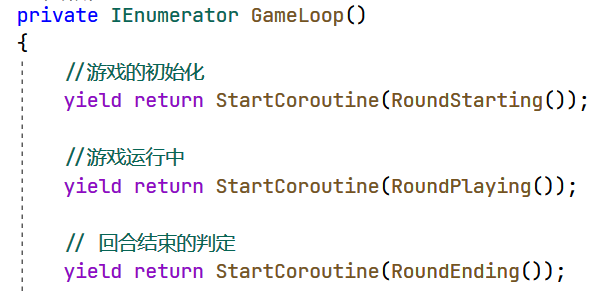 private IEnumerator GameLoop()
{
//游戏的初始化
yield return StartCoroutine(RoundStarting());
//游戏运行中
yield return StartCoroutine(RoundPlaying());
// 回合结束的判定
yield return StartCoroutine(RoundEnding());